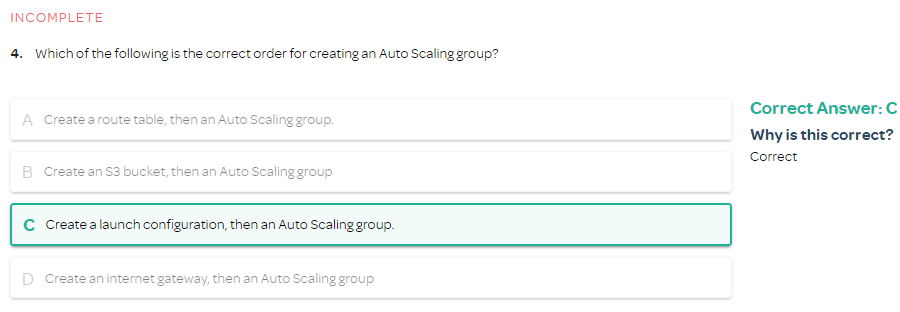 INCOMPLETE
4. Which of the following is the correct order for creating an Auto Scaling group?
A Create a route table, then an Auto Scaling group.
B Create an S3 bucket, then an Auto Scaling group
C Create a launch configuration, then an Auto Scaling group.
D Create an internet gateway, then an Auto Scaling group
Correct Answer: C
Why is this correct?
Correct